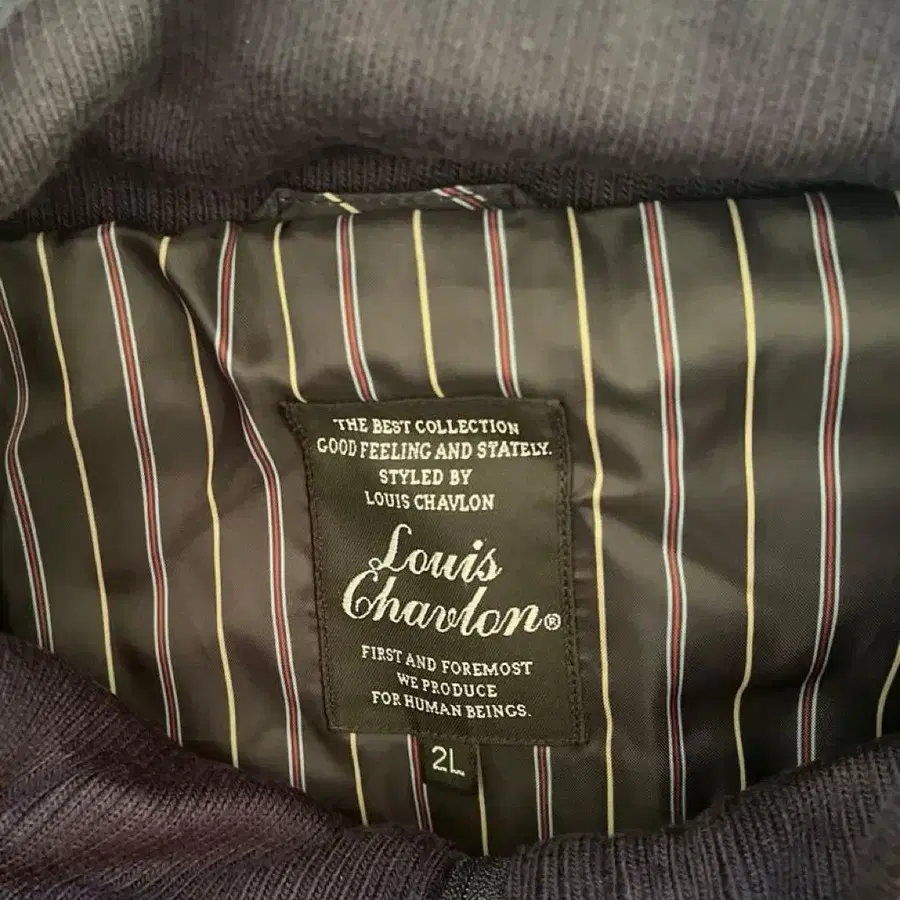 THE BEST COLLECTION
GOOD FEELING AND STATELY.
STYLED BY
LOUIS CHAVLON
Louis
Chavlon®
FIRST AND FOREMOST
WE PRODUCE
FOR HUMAN BEINGS.
2L